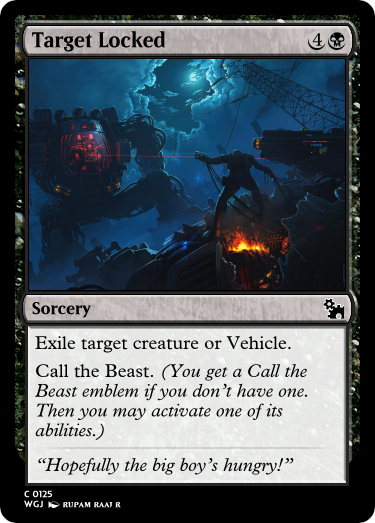 Target Locked 4
Sorcery
Exile target creature or Vehicle.
Call the Beast. (You get a Call the
Beast emblem if you don't have one.
Then you may activate one of its
abilities.)
"Hopefully the big boy's hungry!"
C 0125
WGJ RUPAM RAAJ R